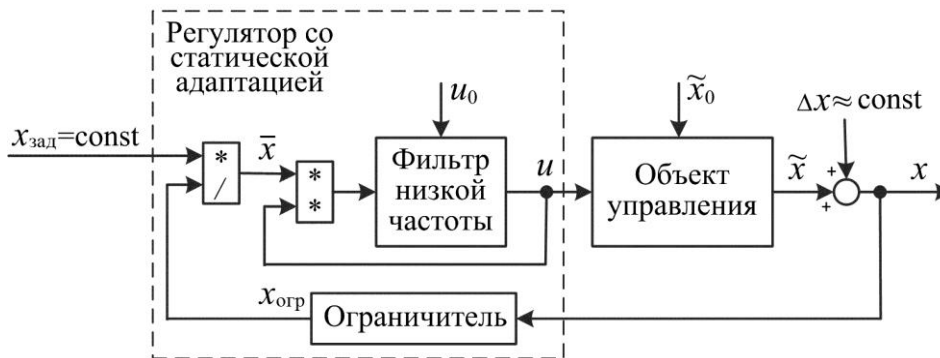 Регулятор со
статической
адаптацией
x̃₀
u₀
Δx≈ const
xзад=const
x̄
*
/
*
*
Фильтр
низкой
частоты
u
Объект
управления
x̃
+
+
x
xогр
Ограничитель